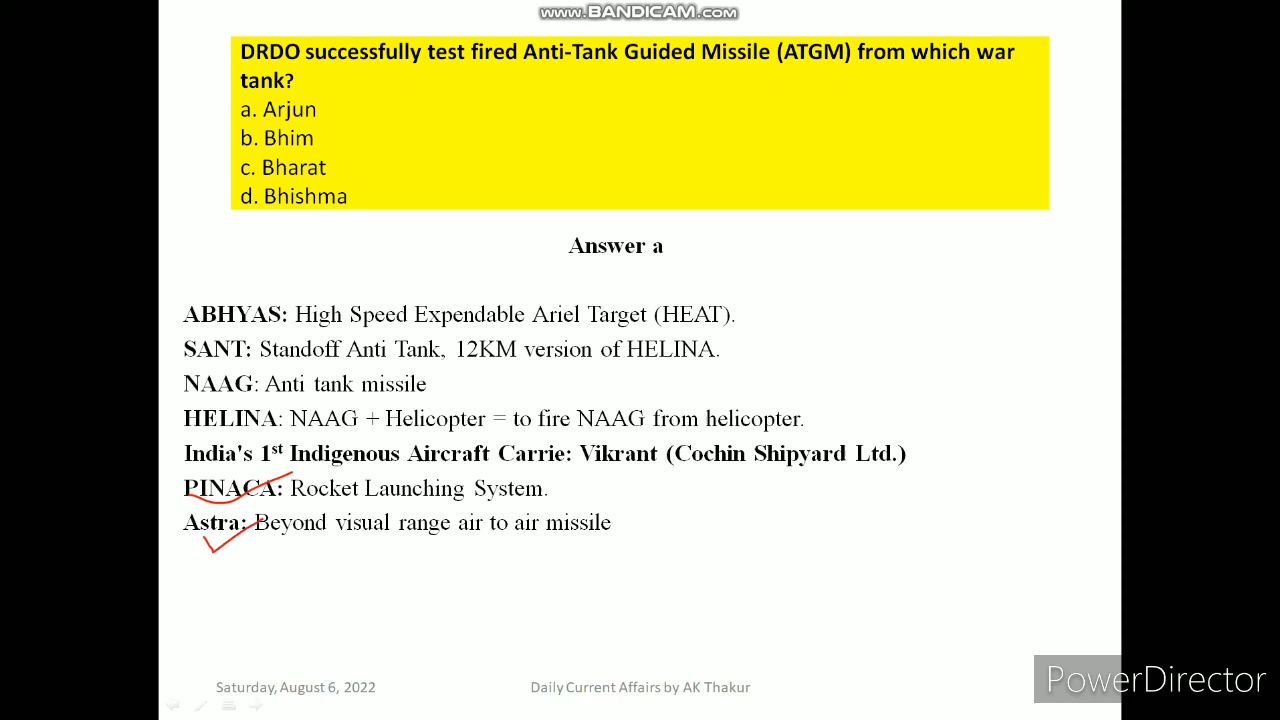 www.BANDICAM.com
DRDO successfully test fired Anti-Tank Guided Missile (ATGM) from which war
tank?
a. Arjun
b. Bhim
c. Bharat
d. Bhishma
Answer a
ABHYAS: High Speed Expendable Ariel Target (HEAT).
SANT: Standoff Anti Tank, 12KM version of HELINA.
NAAG: Anti tank missile
HELINA: NAAG + Helicopter = to fire NAAG from helicopter.
India's 1st Indigenous Aircraft Carrie: Vikrant (Cochin Shipyard Ltd.)
PINACA: Rocket Launching System.
Astra: Beyond visual range air to air missile
Saturday, August 6, 2022
Daily Current Affairs by AK Thakur
PowerDirector